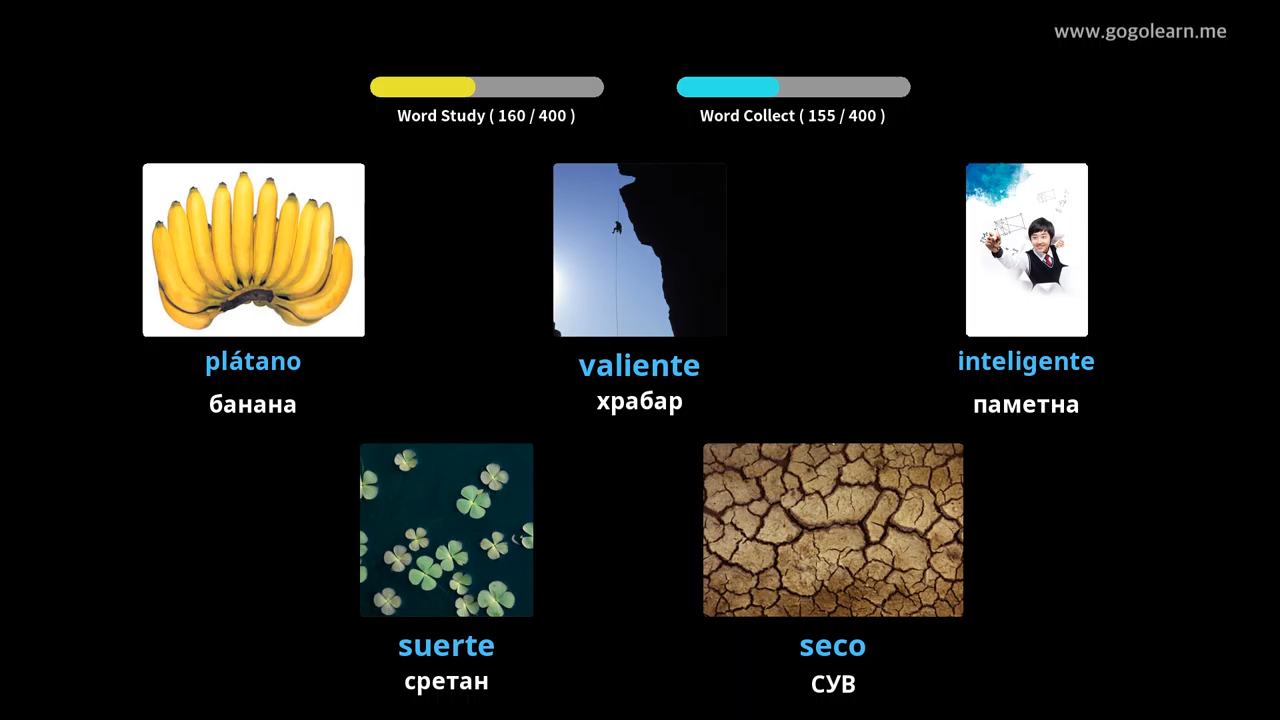 www.gogolearn.me
Word Study ( 160 / 400 )
Word Collect ( 155 / 400 )
plátano
банана
valiente
храбар
inteligente
паметна
suerte
сретан
seco
СУВ